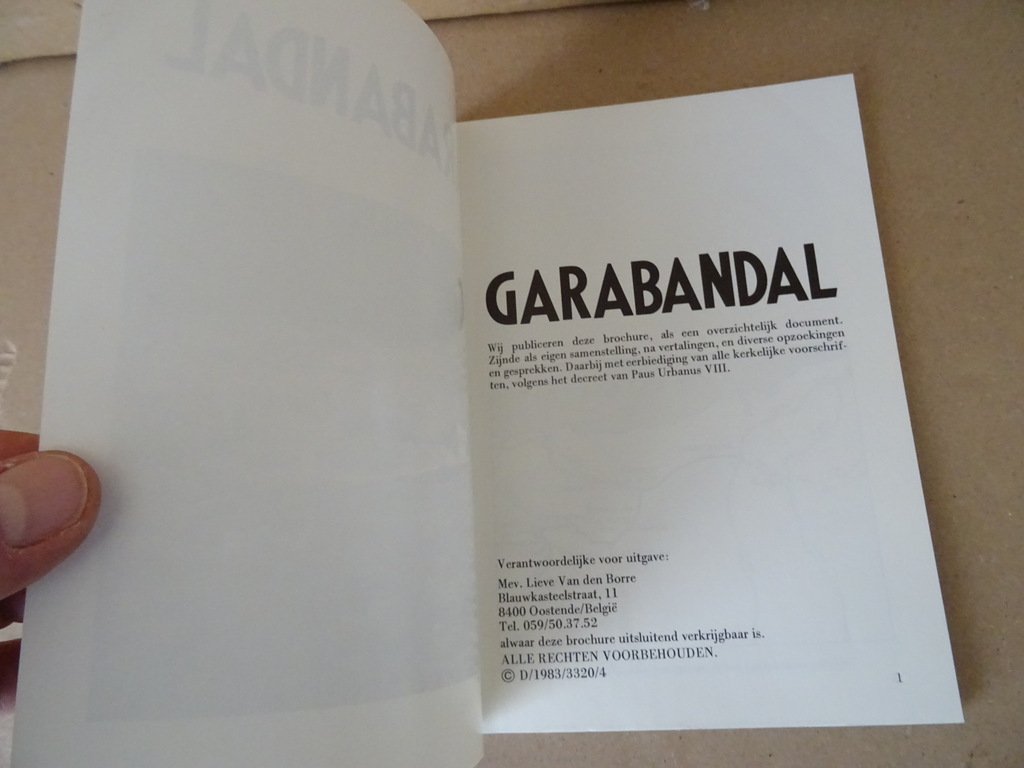 GARABANDAL
GARABANDAL
Wij publiceren deze brochure, als een overzichtelijk document.
Zijnde als eigen samenstelling, na vertalingen, en diverse opzoekingen
en gesprekken. Daarbij met eerbiediging van alle kerkelijke voorschrif-
ten, volgens het decreet van Paus Urbanus VIII.
Verantwoordelijke voor uitgave:
Mev. Lieve Van den Borre
Blauwkasteelstraat, 11
8400 Oostende/België
Tel. 059/50.37.52
alwaar deze brochure uitsluitend verkrijgbaar is.
ALLE RECHTEN VOORBEHOUDEN.
© D/1983/3320/4
1